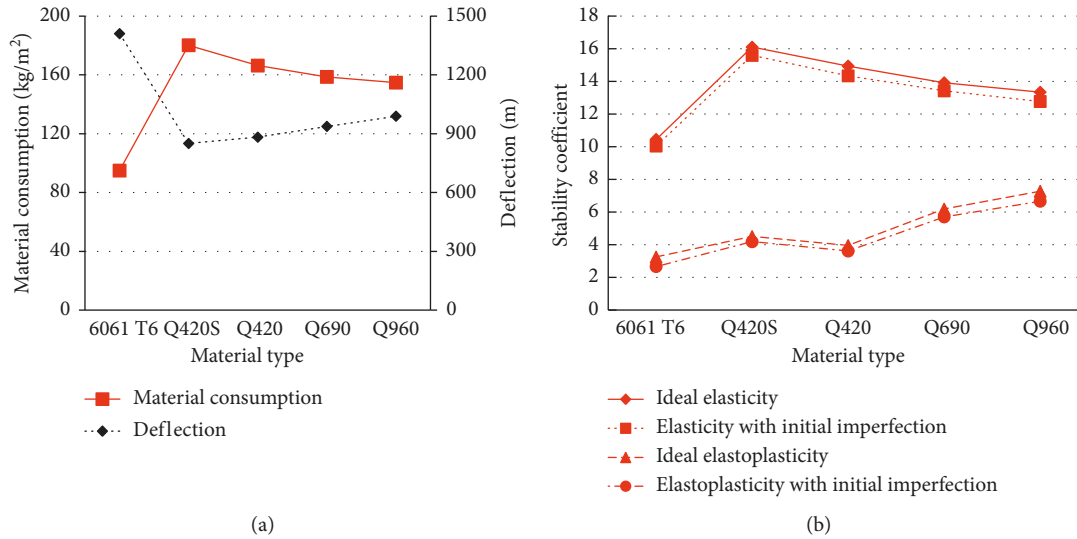 200
160
120
80
40
0
Material consumption (kg/m²)
1500
1200
900
600
300
0
Deflection (m)
6061 T6 Q420S Q420 Q690 Q960
Material type
Material consumption
Deflection
(a)
18
16
14
12
10
8
6
4
2
0
Stability coefficient
6061 T6 Q420S Q420 Q690 Q960
Material type
Ideal elasticity
Elasticity with initial imperfection
Ideal elastoplasticity
Elastoplasticity with initial imperfection
(b)